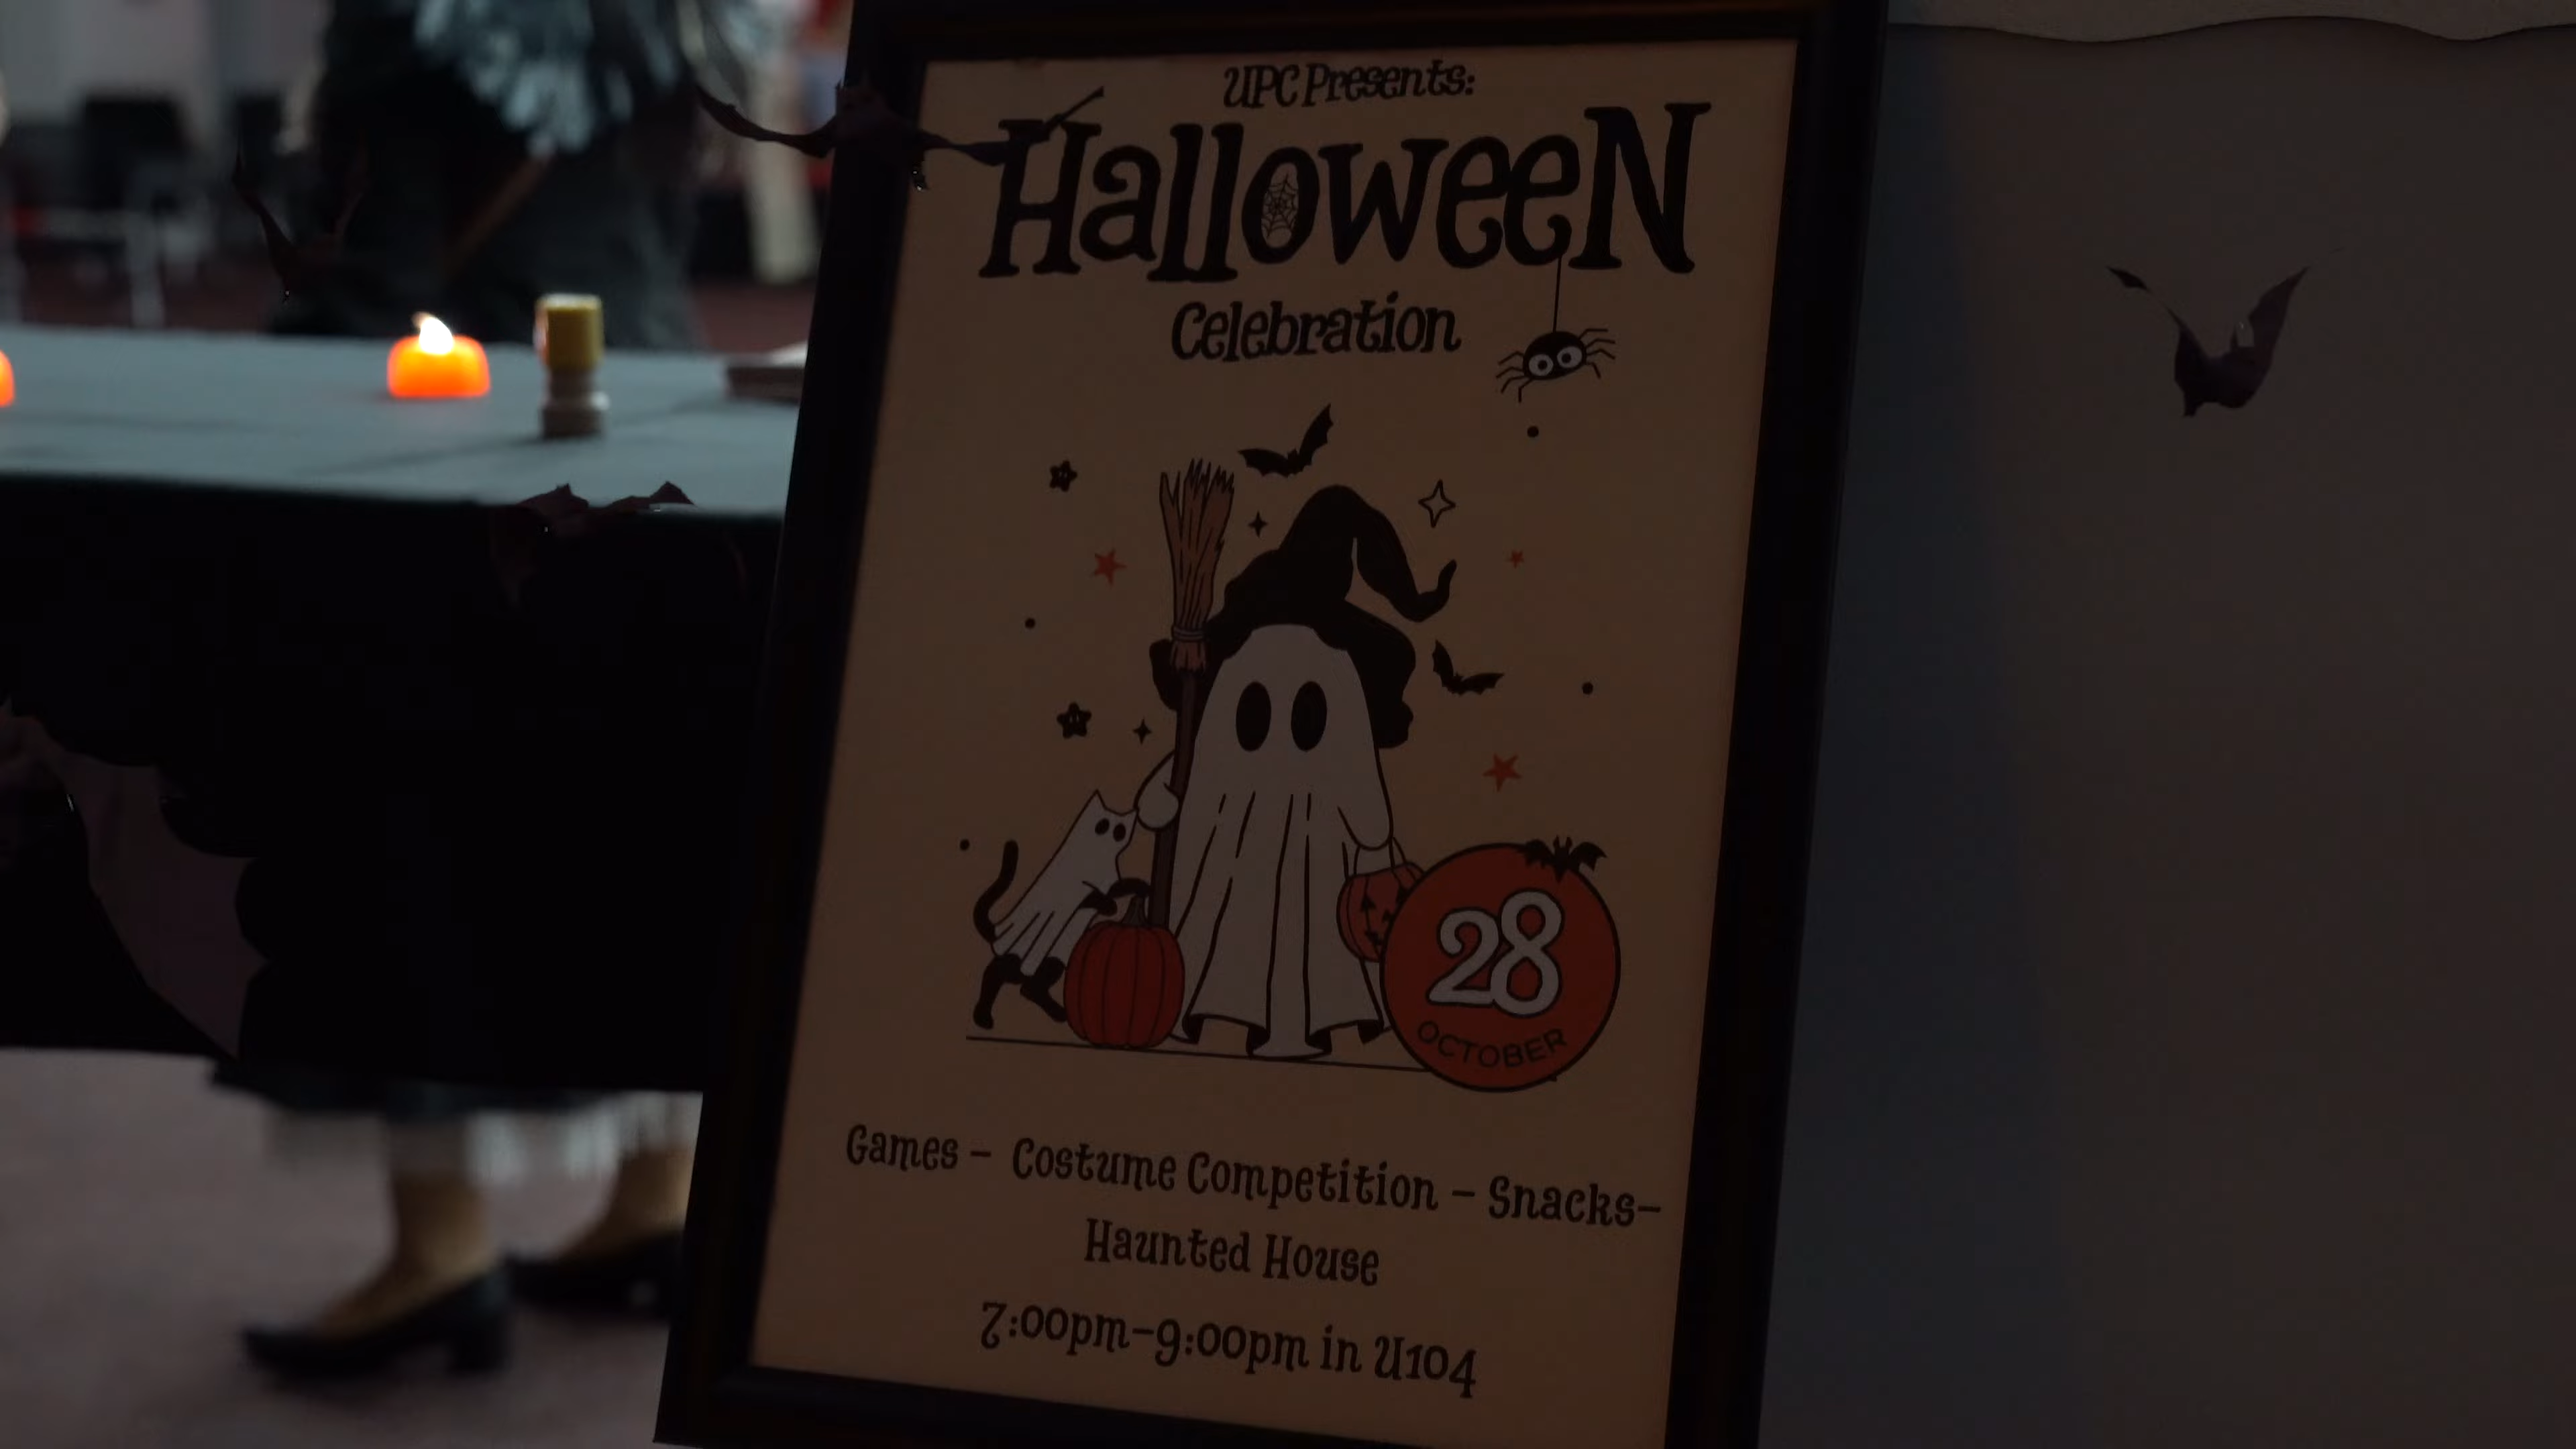 UPC Presents:
HalloweeN
Celebration
28
OCTOBER
Games - Costume Competition - Snacks-
Haunted House
7:00pm-9:00pm in U104